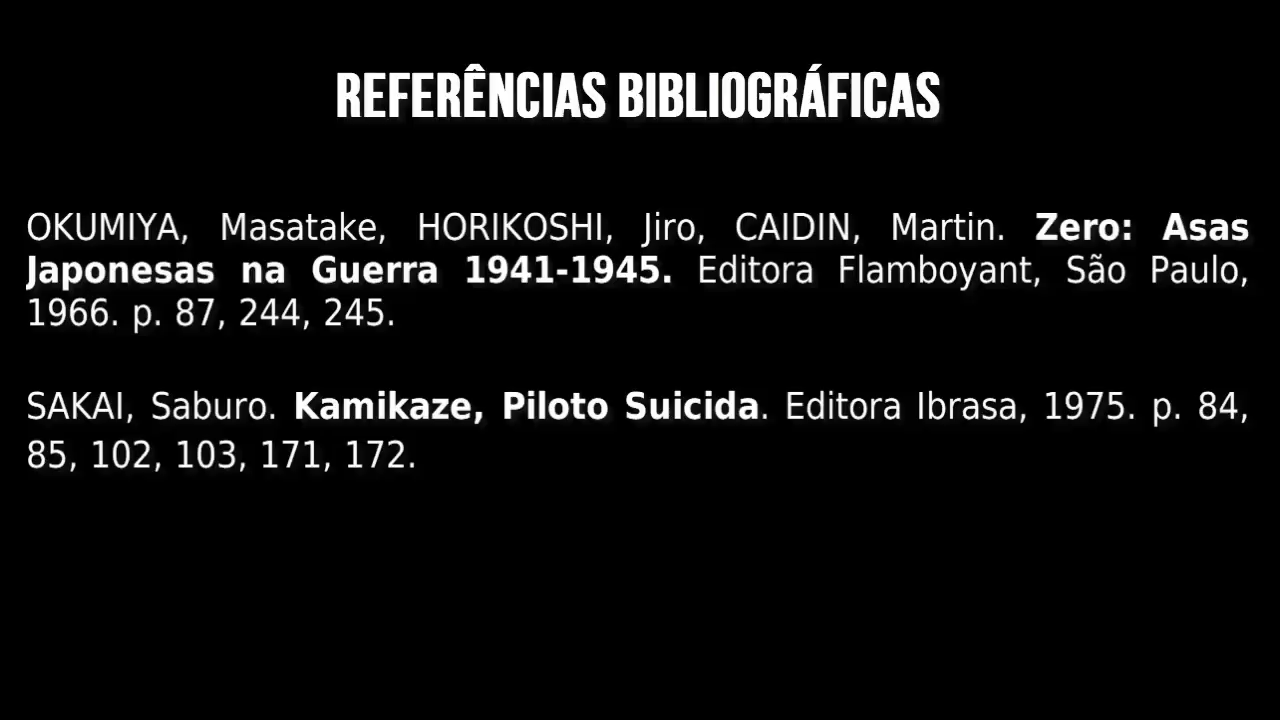 REFERÊNCIAS BIBLIOGRÁFICAS
OKUMIYA, Masatake, HORIKOSHI, Jiro, CAIDIN, Martin. Zero: Asas
Japonesas na Guerra 1941-1945. Editora Flamboyant, São Paulo,
1966. p. 87, 244, 245.
SAKAI, Saburo. Kamikaze, Piloto Suicida. Editora Ibrasa, 1975. p. 84,
85, 102, 103, 171, 172.